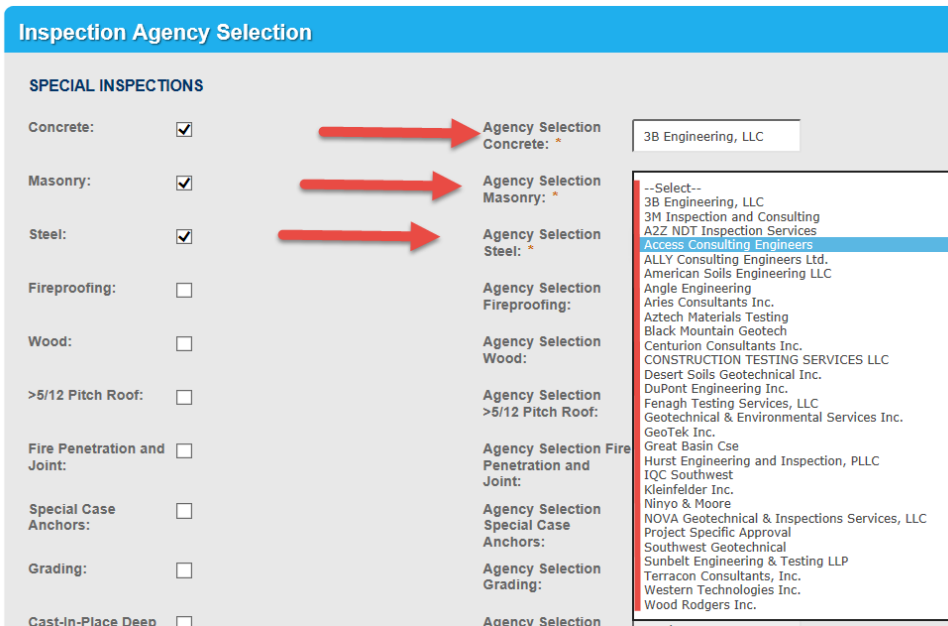 Inspection Agency Selection
SPECIAL INSPECTIONS
Concrete:
Agency Selection
Concrete: *
3B Engineering, LLC
Masonry:
Agency Selection
Masonry: *
Steel:
Agency Selection
Steel: *
Fireproofing:
Agency Selection
Fireproofing:
Wood:
Agency Selection
Wood:
>5/12 Pitch Roof:
Agency Selection
>5/12 Pitch Roof:
Fire Penetration and
Joint:
Agency Selection Fire
Penetration and
Joint:
Special Case
Anchors:
Agency Selection
Special Case
Anchors:
Grading:
Agency Selection
Grading:
Cast-In-Place Deep
Agency Selection
--Select--
3B Engineering, LLC
3M Inspection and Consulting
A2Z NDT Inspection Services
Access Consulting Engineers
ALLY Consulting Engineers Ltd.
American Soils Engineering LLC
Angle Engineering
Aries Consultants Inc.
Aztech Materials Testing
Black Mountain Geotech
Centurion Consultants Inc.
CONSTRUCTION TESTING SERVICES LLC
Desert Soils Geotechnical Inc.
DuPont Engineering Inc.
Fenagh Testing Services, LLC
Geotechnical & Environmental Services Inc.
GeoTek Inc.
Great Basin Cse
Hurst Engineering and Inspection, PLLC
IQC Southwest
Kleinfelder Inc.
Ninyo & Moore
NOVA Geotechnical & Inspections Services, LLC
Project Specific Approval
Southwest Geotechnical
Sunbelt Engineering & Testing LLP
Terracon Consultants, Inc.
Western Technologies Inc.
Wood Rodgers Inc.